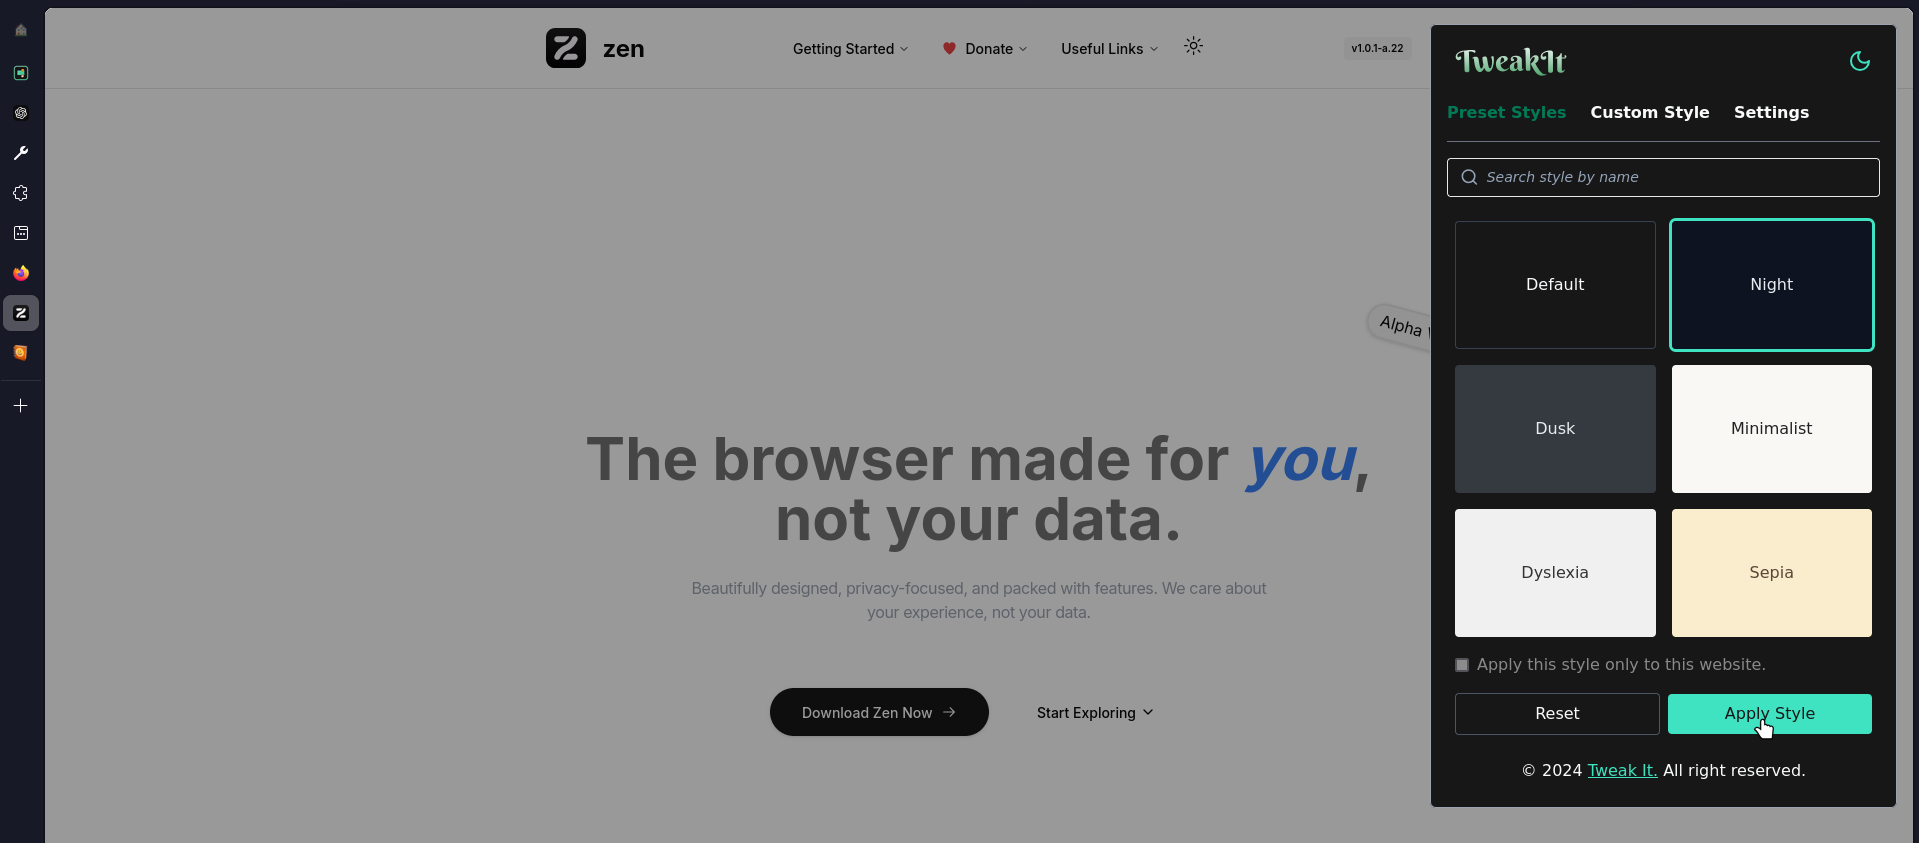 zen
Getting Started
Donate
Useful Links
v1.0.1-a.22
Alpha
The browser made for you,
not your data.
Beautifully designed, privacy-focused, and packed with features. We care about
your experience, not your data.
Download Zen Now
Start Exploring
TweakIt
Preset Styles
Custom Style
Settings
Search style by name
Default
Night
Dusk
Minimalist
Dyslexia
Sepia
Apply this style only to this website.
Reset
Apply Style
© 2024 Tweak It. All right reserved.